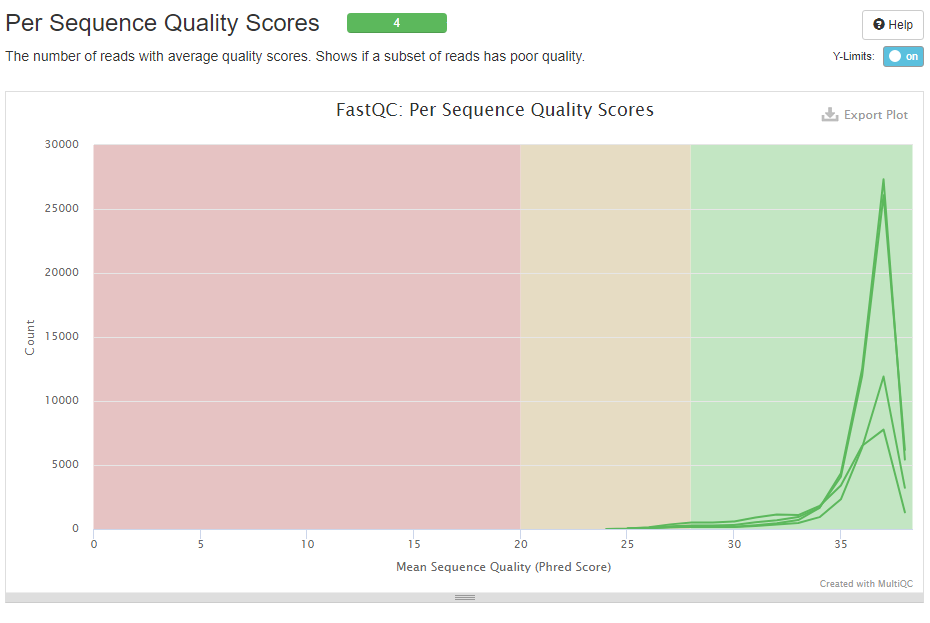 Per Sequence Quality Scores
4
Help
The number of reads with average quality scores. Shows if a subset of reads has poor quality.
Y-Limits:
on
FastQC: Per Sequence Quality Scores
Export Plot
30000
25000
20000
15000
10000
5000
0
Count
0 5 10 15 20 25 30 35
Mean Sequence Quality (Phred Score)
Created with MultiQC